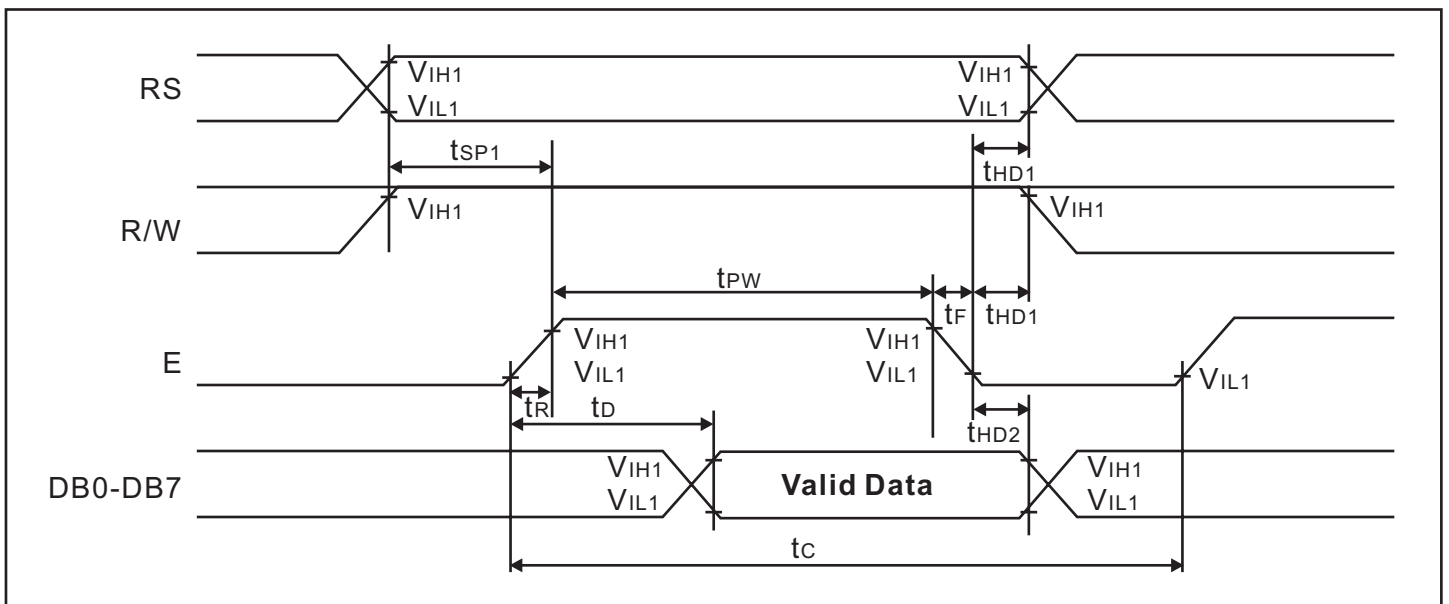 RS
VIH1
VIL1
VIH1
VIL1
tSP1
tHD1
R/W
VIH1
VIH1
tPW
tF
tHD1
E
VIH1
VIL1
VIH1
VIL1
VIL1
tR
tD
tHD2
DB0-DB7
VIH1
VIL1
Valid Data
VIH1
VIL1
tC